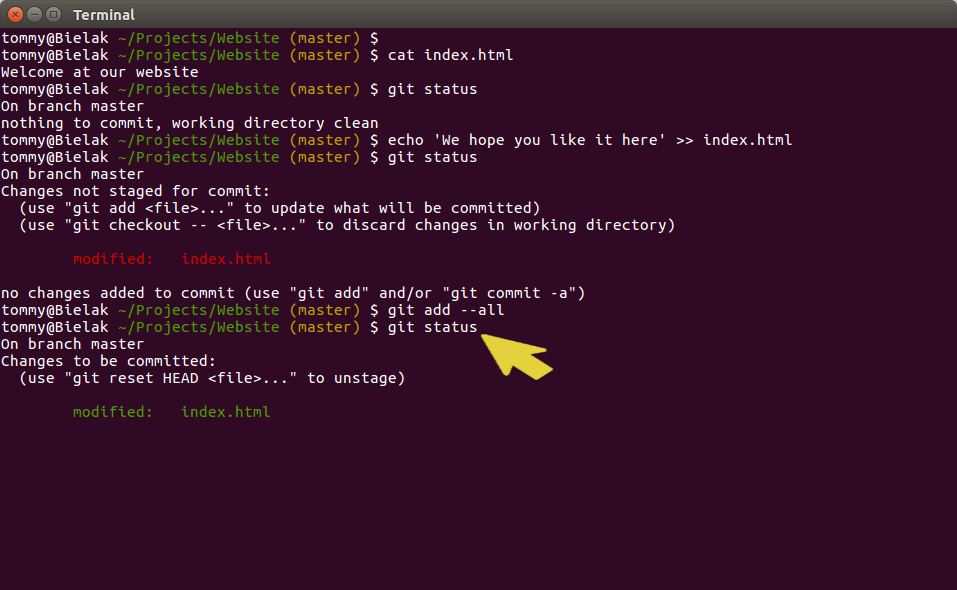 Terminal
tommy@Bielak ~/Projects/Website (master) $
tommy@Bielak ~/Projects/Website (master) $ cat index.html
Welcome at our website
tommy@Bielak ~/Projects/Website (master) $ git status
On branch master
nothing to commit, working directory clean
tommy@Bielak ~/Projects/Website (master) $ echo 'We hope you like it here' >> index.html
tommy@Bielak ~/Projects/Website (master) $ git status
On branch master
Changes not staged for commit:
  (use "git add <file>..." to update what will be committed)
  (use "git checkout -- <file>..." to discard changes in working directory)
        modified:   index.html
no changes added to commit (use "git add" and/or "git commit -a")
tommy@Bielak ~/Projects/Website (master) $ git add --all
tommy@Bielak ~/Projects/Website (master) $ git status
On branch master
Changes to be committed:
  (use "git reset HEAD <file>..." to unstage)
        modified:   index.html